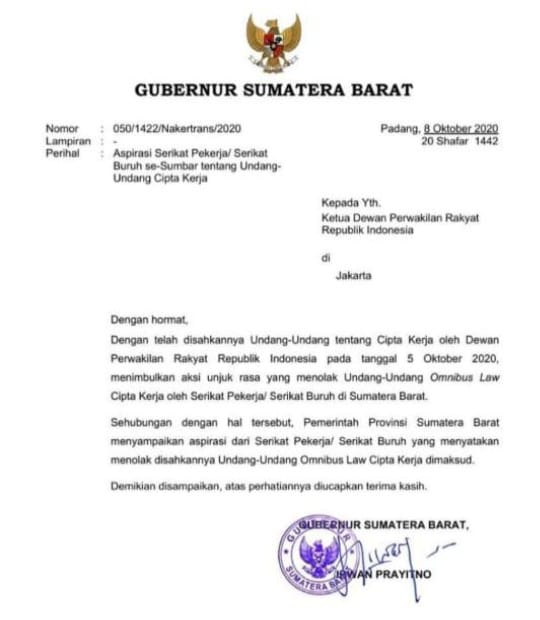 GUBERNUR SUMATERA BARAT
Nomor : 050/1422/Nakertrans/2020
Padang, 8 Oktober 2020
Lampiran : -
20 Shafar 1442
Perihal : Aspirasi Serikat Pekerja/ Serikat
Buruh se-Sumbar tentang Undang-
Undang Cipta Kerja
Kepada Yth.
Ketua Dewan Perwakilan Rakyat
Republik Indonesia
di
Jakarta
Dengan hormat,
Dengan telah disahkannya Undang-Undang tentang Cipta Kerja oleh Dewan
Perwakilan Rakyat Republik Indonesia pada tanggal 5 Oktober 2020,
menimbulkan aksi unjuk rasa yang menolak Undang-Undang Omnibus Law
Cipta Kerja oleh Serikat Pekerja/ Serikat Buruh di Sumatera Barat.
Sehubungan dengan hal tersebut, Pemerintah Provinsi Sumatera Barat
menyampaikan aspirasi dari Serikat Pekerja/ Serikat Buruh yang menyatakan
menolak disahkannya Undang-Undang Omnibus Law Cipta Kerja dimaksud.
Demikian disampaikan, atas perhatiannya diucapkan terima kasih.
GUBERNUR SUMATERA BARAT,
GUBERNUR
SUMATERA BARAT
IRWAN PRAYITNO